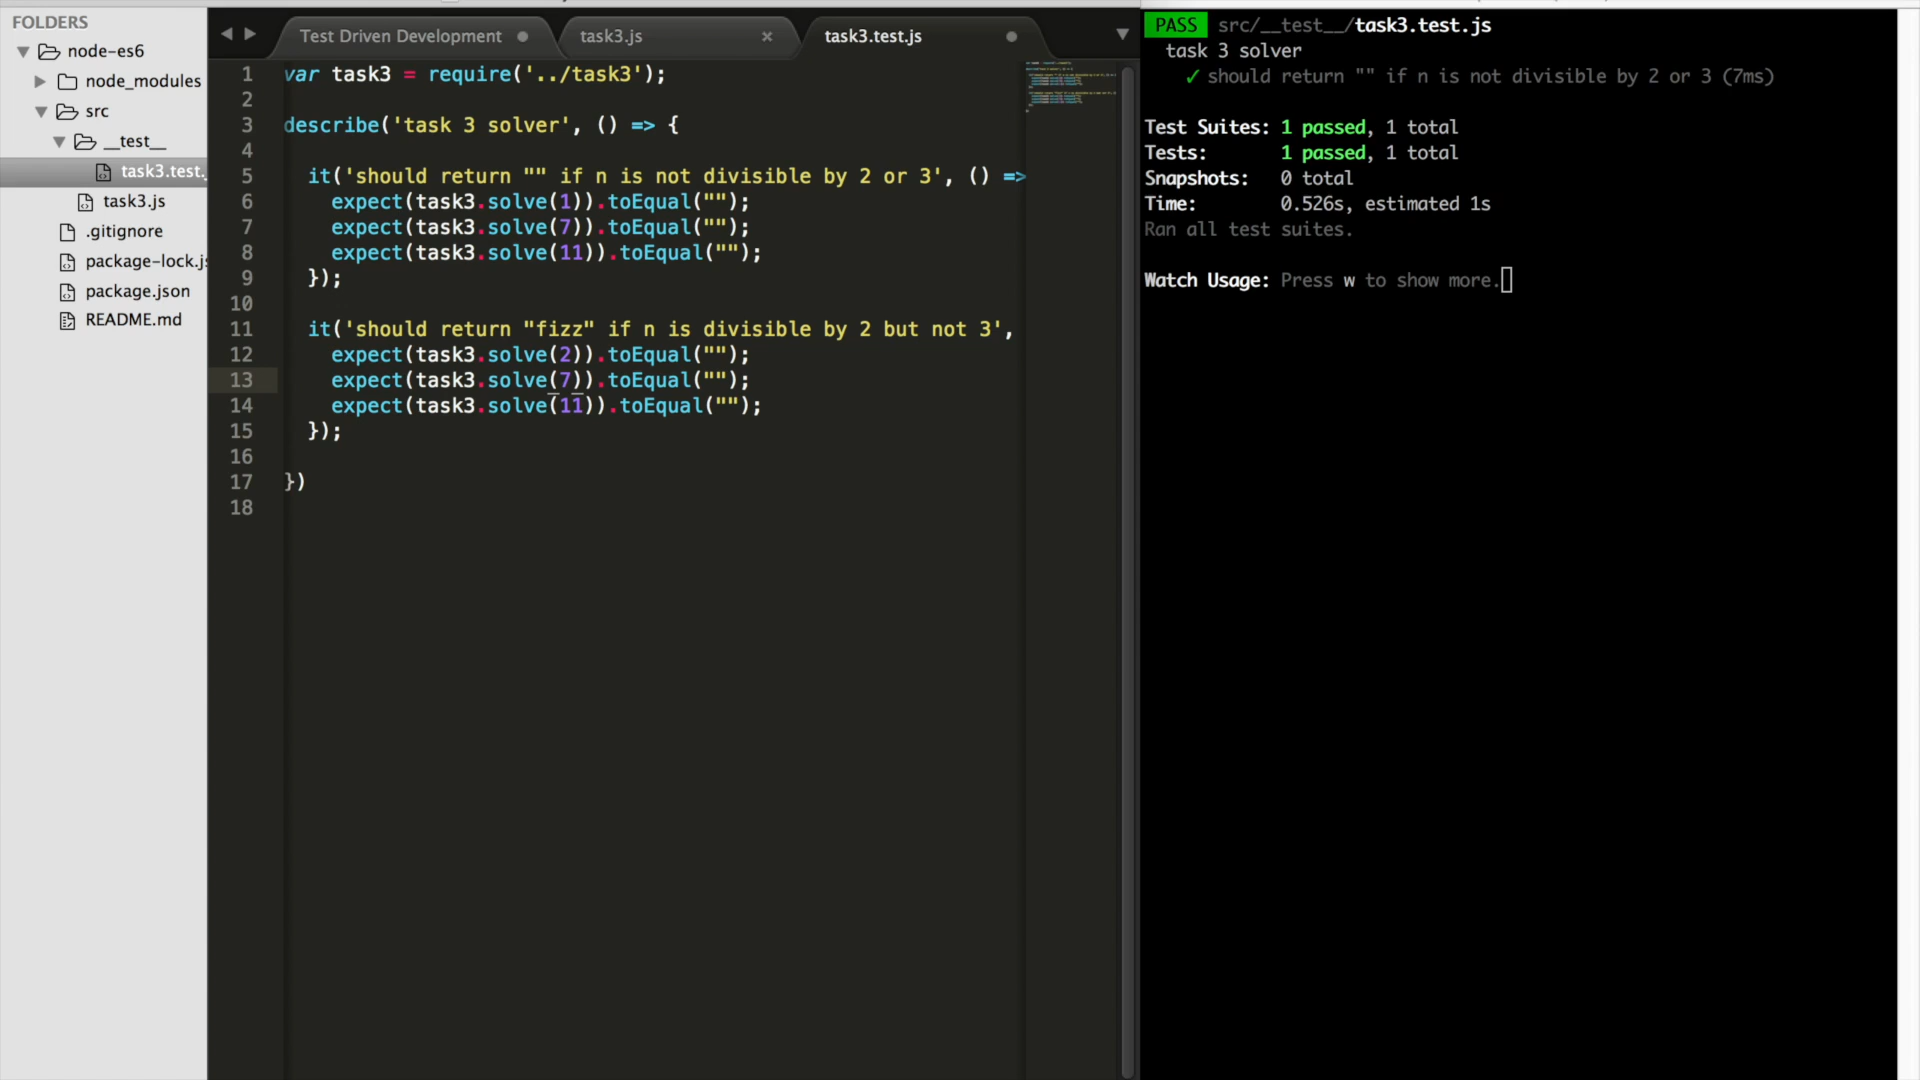 FOLDERS
node-es6
node_modules
src
__test__
task3.test.
task3.js
.gitignore
package-lock.js
package.json
README.md
Test Driven Development
task3.js
task3.test.js
1 var task3 = require('../task3');
2
3 describe('task 3 solver', () => {
4
5 it('should return "" if n is not divisible by 2 or 3', () =>
6 expect(task3.solve(1)).toEqual("");
7 expect(task3.solve(7)).toEqual("");
8 expect(task3.solve(11)).toEqual("");
9 });
10
11 it('should return "fizz" if n is divisible by 2 but not 3',
12 expect(task3.solve(2)).toEqual("");
13 expect(task3.solve(7)).toEqual("");
14 expect(task3.solve(11)).toEqual("");
15 });
16
17 })
18
PASS src/__test__/task3.test.js
task 3 solver
✓ should return "" if n is not divisible by 2 or 3 (7ms)
Test Suites: 1 passed, 1 total
Tests: 1 passed, 1 total
Snapshots: 0 total
Time: 0.526s, estimated 1s
Ran all test suites.
Watch Usage: Press w to show more.